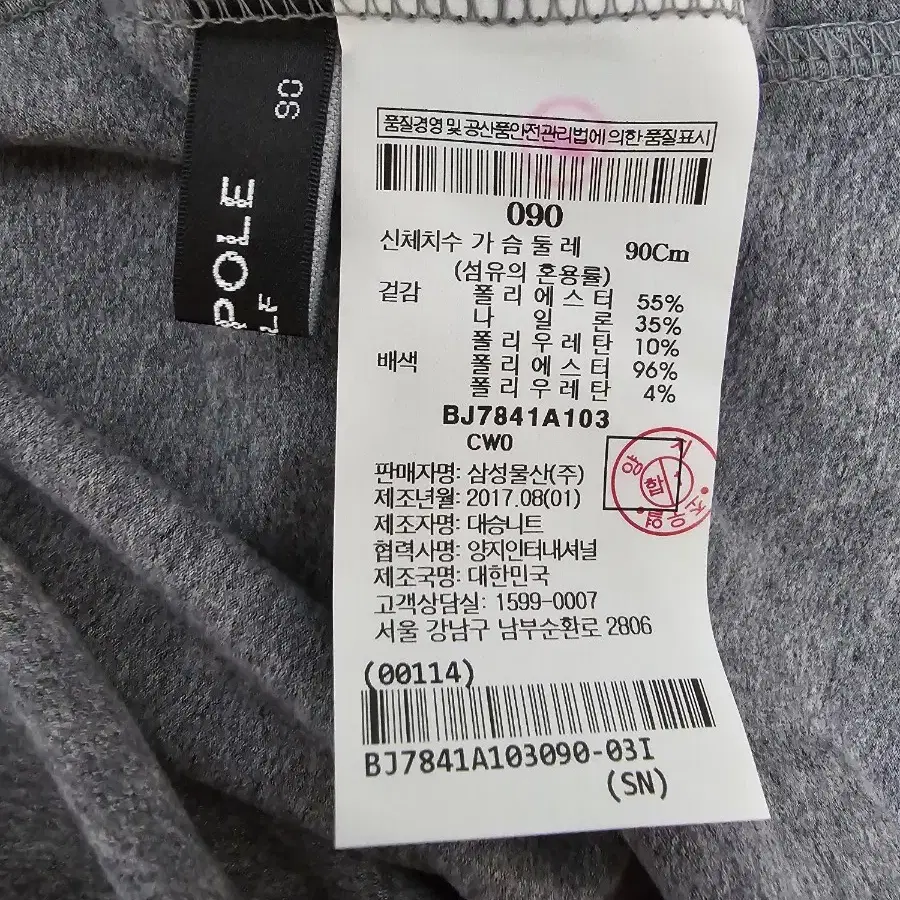 90
POLE
LF
품질경영 및 공산품안전관리법에 의한 품질표시
090
신체치수 가슴둘레 90Cm
(섬유의 혼용률)
겉감 폴리에스터 55%
나일론 35%
폴리우레탄 10%
배색 폴리에스터 96%
폴리우레탄 4%
BJ7841A103
CW0
판매자명: 삼성물산(주)
제조년월: 2017.08(01)
제조자명: 대승니트
협력사명: 양지인터내셔널
제조국명: 대한민국
고객상담실: 1599-0007
서울 강남구 남부순환로 2806
합
(00114)
BJ7841A103090-03I
(SN)